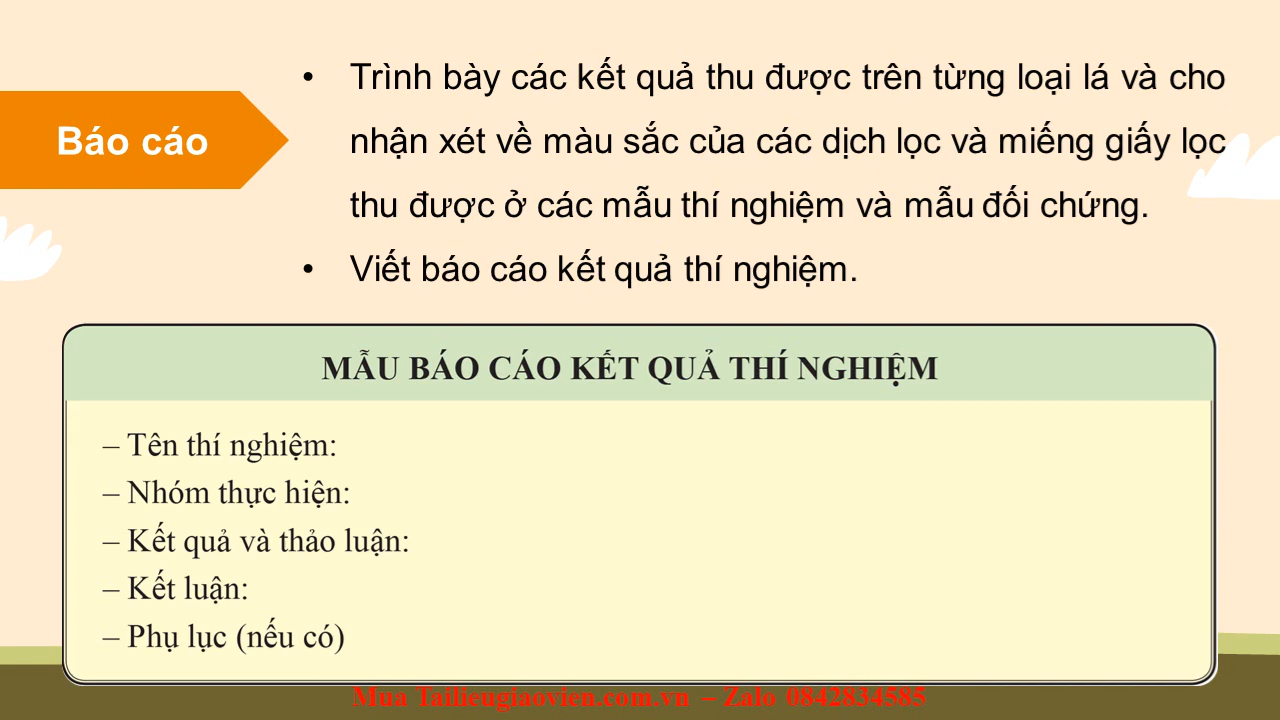 Báo cáo
• Trình bày các kết quả thu được trên từng loại lá và cho
nhận xét về màu sắc của các dịch lọc và miếng giấy lọc
thu được ở các mẫu thí nghiệm và mẫu đối chứng.
• Viết báo cáo kết quả thí nghiệm.
MẪU BÁO CÁO KẾT QUẢ THÍ NGHIỆM
– Tên thí nghiệm:
– Nhóm thực hiện:
– Kết quả và thảo luận:
– Kết luận:
– Phụ lục (nếu có)
Mua Tailieugiaovien.com.vn – Zalo 0842834585